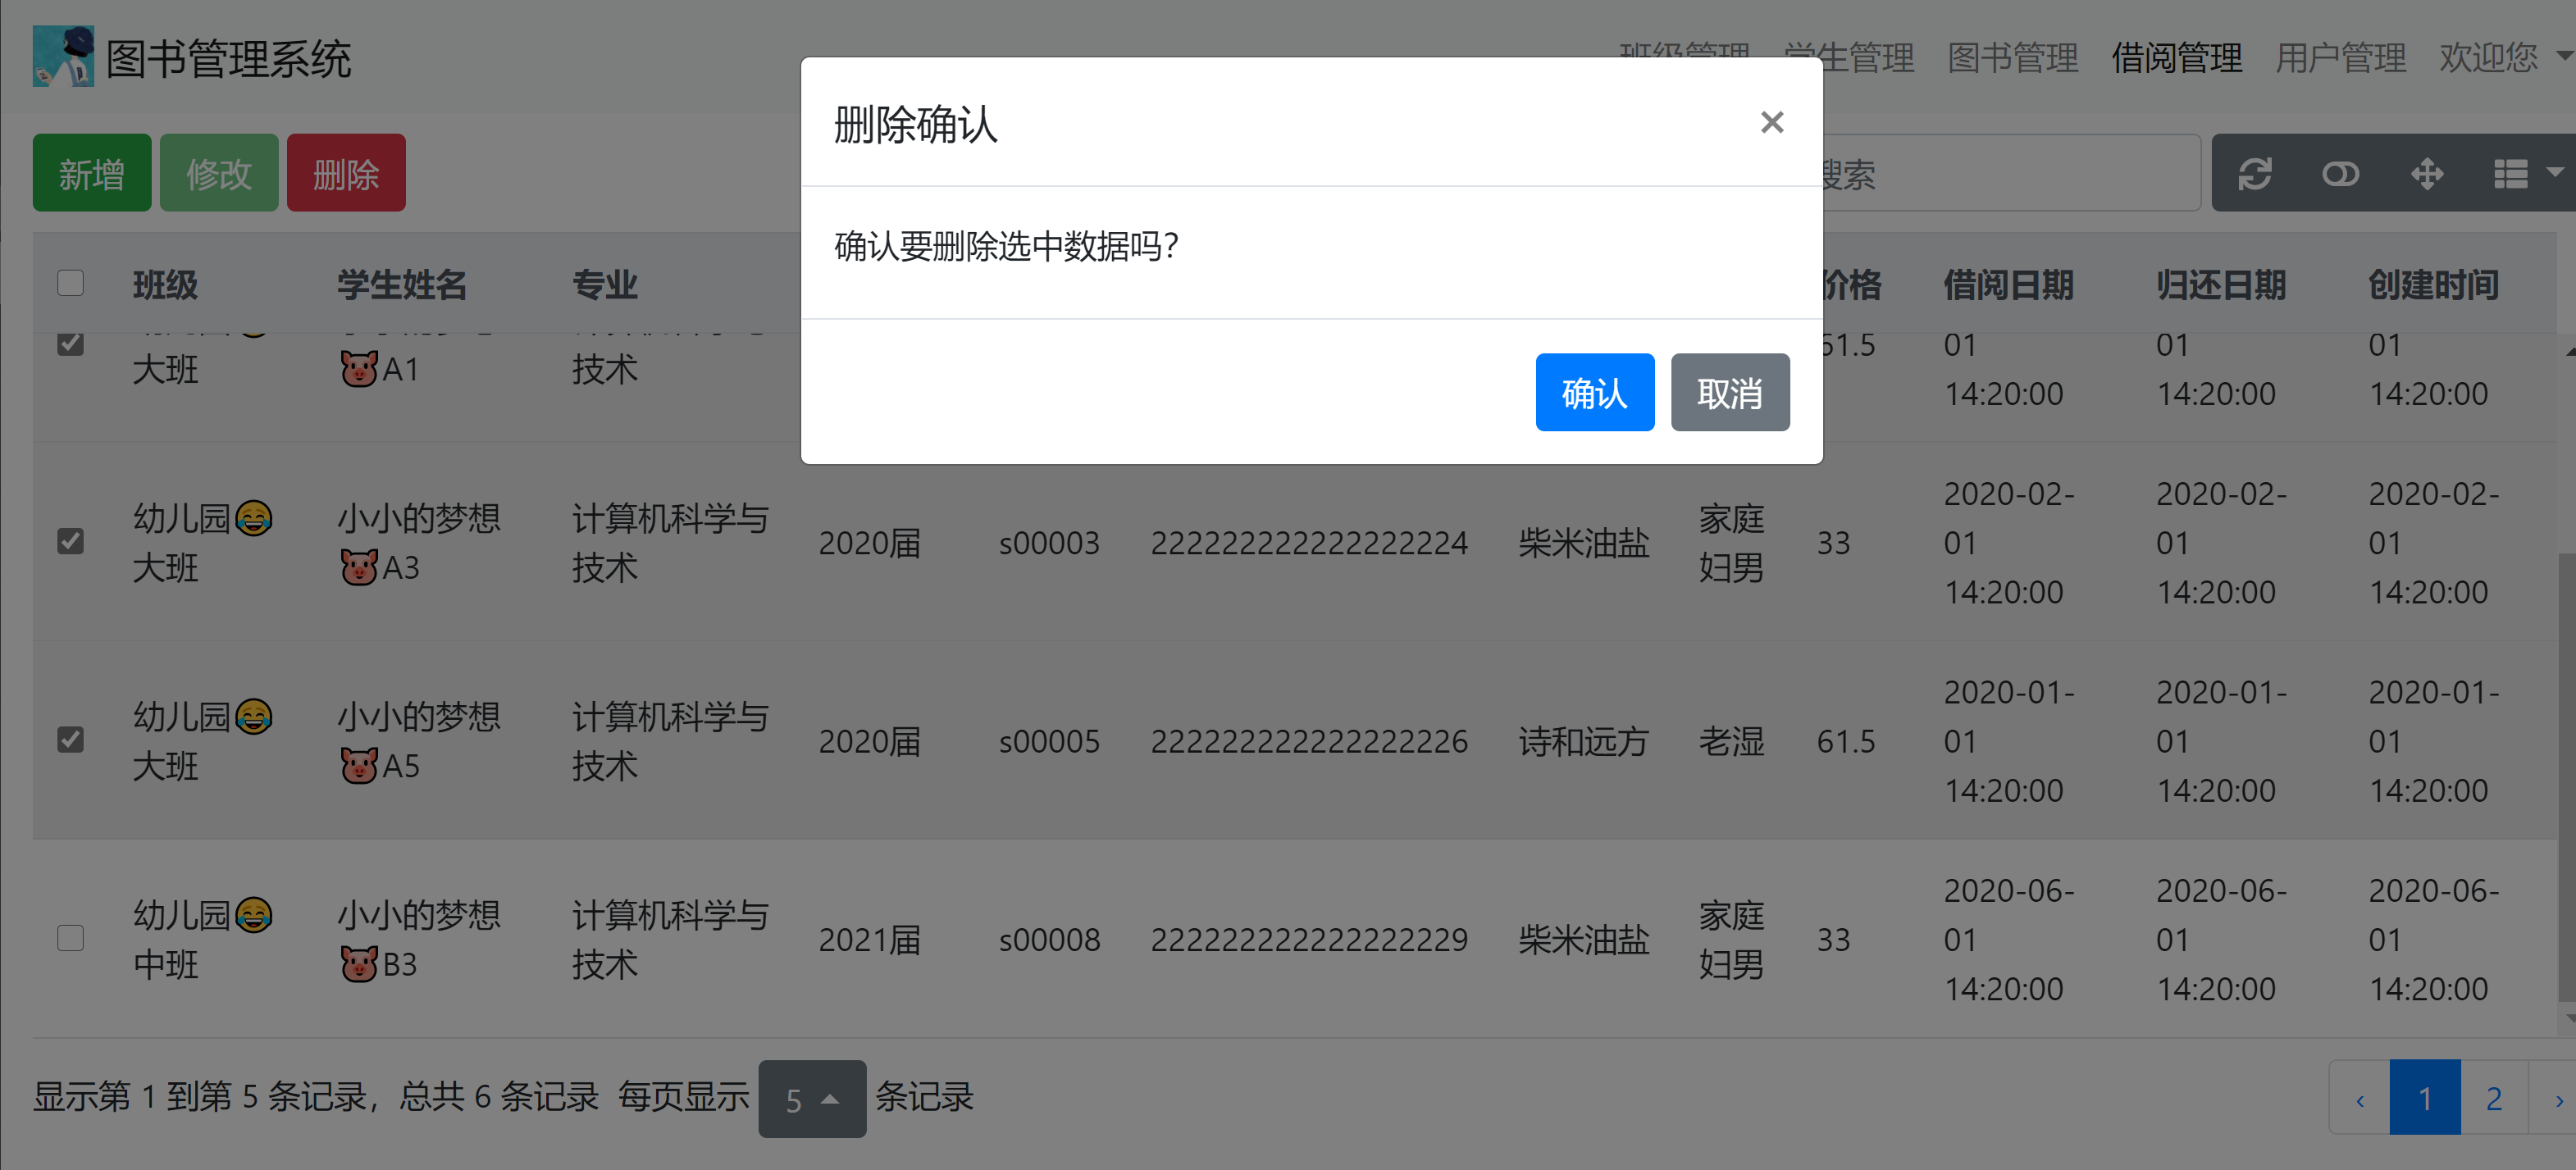 图书管理系统
学生管理 图书管理 借阅管理 用户管理 欢迎您
删除确认
×
新增 修改 删除
搜索
确认要删除选中数据吗？
班级 学生姓名 专业 价格 借阅日期 归还日期 创建时间
大班 A1 技术 61.5 01 14:20:00 01 14:20:00 01 14:20:00
确认 取消
幼儿园😂大班 小小的梦想🐷A3 计算机科学与技术 2020届 s00003 222222222222222224 柴米油盐 家庭妇男 33 2020-02-01 14:20:00 2020-02-01 14:20:00 2020-02-01 14:20:00
幼儿园😂大班 小小的梦想🐷A5 计算机科学与技术 2020届 s00005 222222222222222226 诗和远方 老湿 61.5 2020-01-01 14:20:00 2020-01-01 14:20:00 2020-01-01 14:20:00
幼儿园😂中班 小小的梦想🐷B3 计算机科学与技术 2021届 s00008 222222222222222229 柴米油盐 家庭妇男 33 2020-06-01 14:20:00 2020-06-01 14:20:00 2020-06-01 14:20:00
显示第 1 到第 5 条记录，总共 6 条记录 每页显示 5 条记录
‹ 1 2 ›